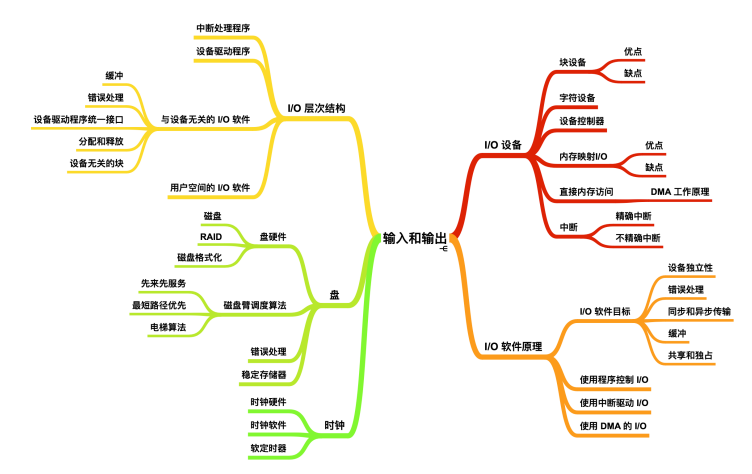 输入和输出
I/O 设备
块设备
优点
缺点
字符设备
设备控制器
内存映射I/O
优点
缺点
直接内存访问
DMA 工作原理
中断
精确中断
不精确中断
I/O 软件原理
I/O 软件目标
设备独立性
错误处理
同步和异步传输
缓冲
共享和独占
使用程序控制 I/O
使用中断驱动 I/O
使用 DMA 的 I/O
I/O 层次结构
中断处理程序
设备驱动程序
与设备无关的 I/O 软件
缓冲
错误处理
设备驱动程序统一接口
分配和释放
设备无关的块
用户空间的 I/O 软件
盘
盘硬件
磁盘
RAID
磁盘格式化
磁盘臂调度算法
先来先服务
最短路径优先
电梯算法
错误处理
稳定存储器
时钟
时钟硬件
时钟软件
软定时器